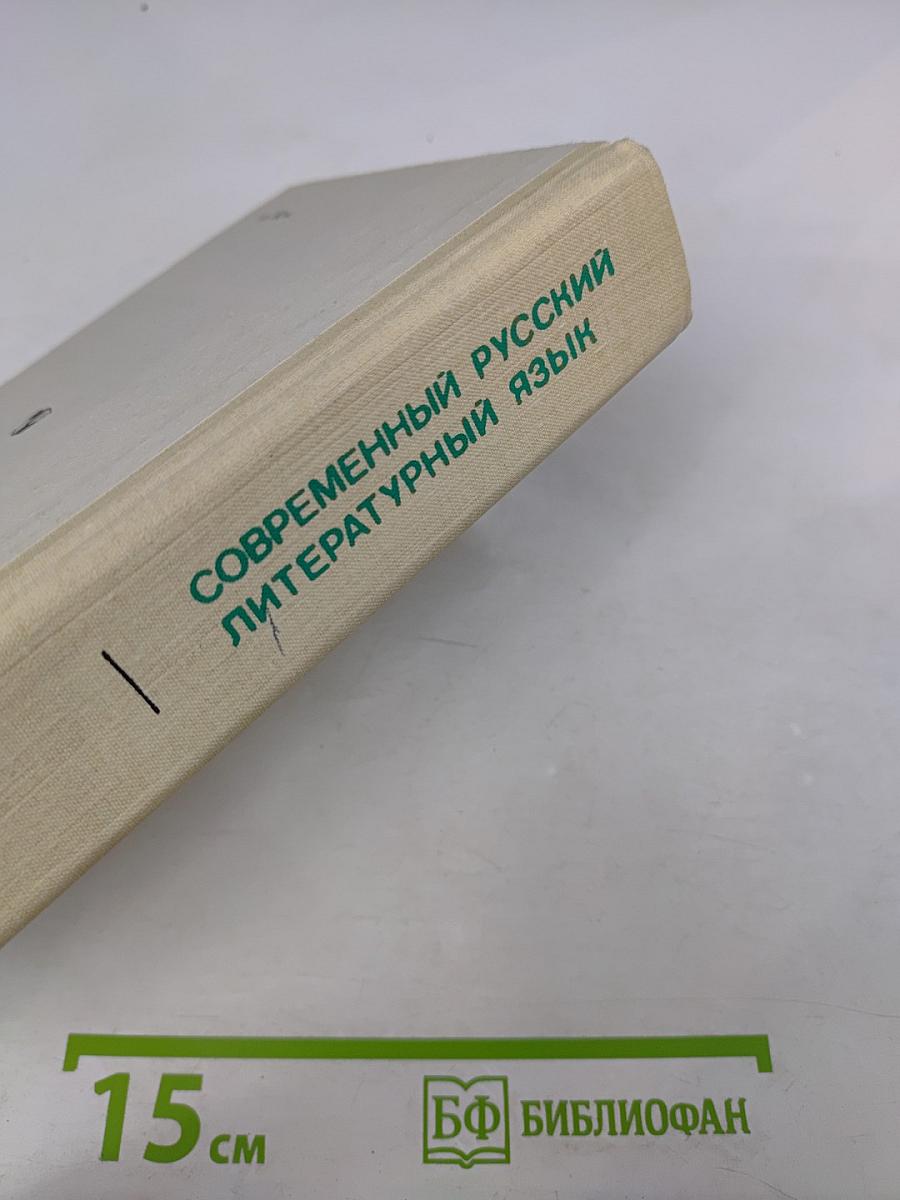 СОВРЕМЕННЫЙ РУССКИЙ
ЛИТЕРАТУРНЫЙ ЯЗЫК
15 см
БФ БИБЛИОФАН